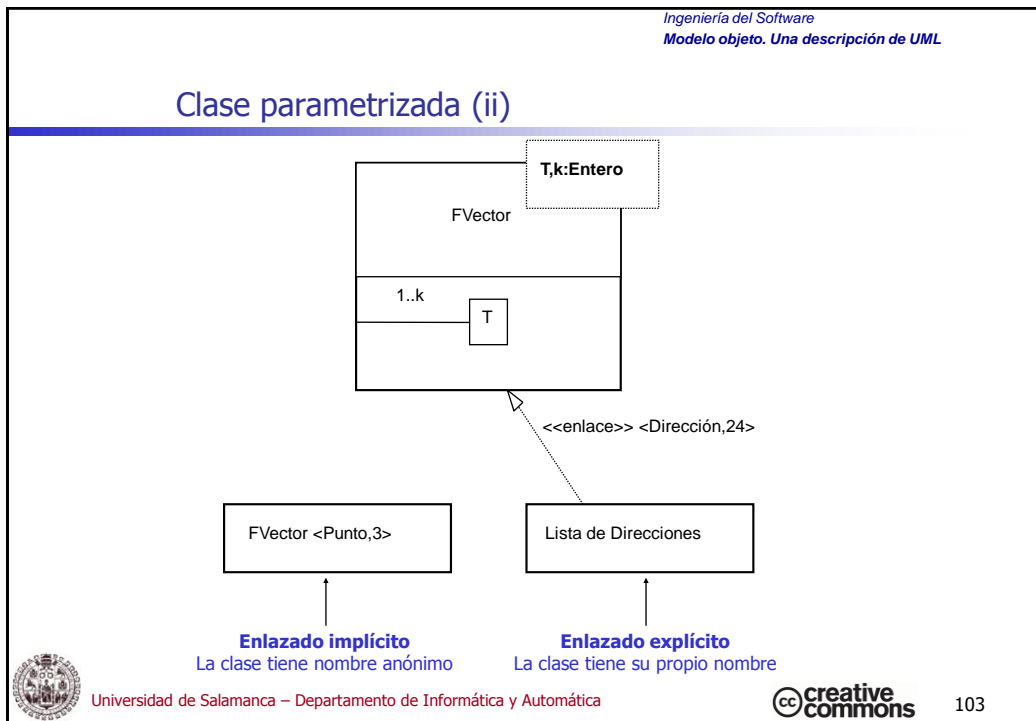 Ingeniería del Software
Modelo objeto. Una descripción de UML
Clase parametrizada (ii)
T,k:Entero
FVector
1..k
T
<<enlace>> <Dirección,24>
FVector <Punto,3>
Lista de Direcciones
Enlazado implícito
La clase tiene nombre anónimo
Enlazado explícito
La clase tiene su propio nombre
Universidad de Salamanca – Departamento de Informática y Automática
cc creative commons
103